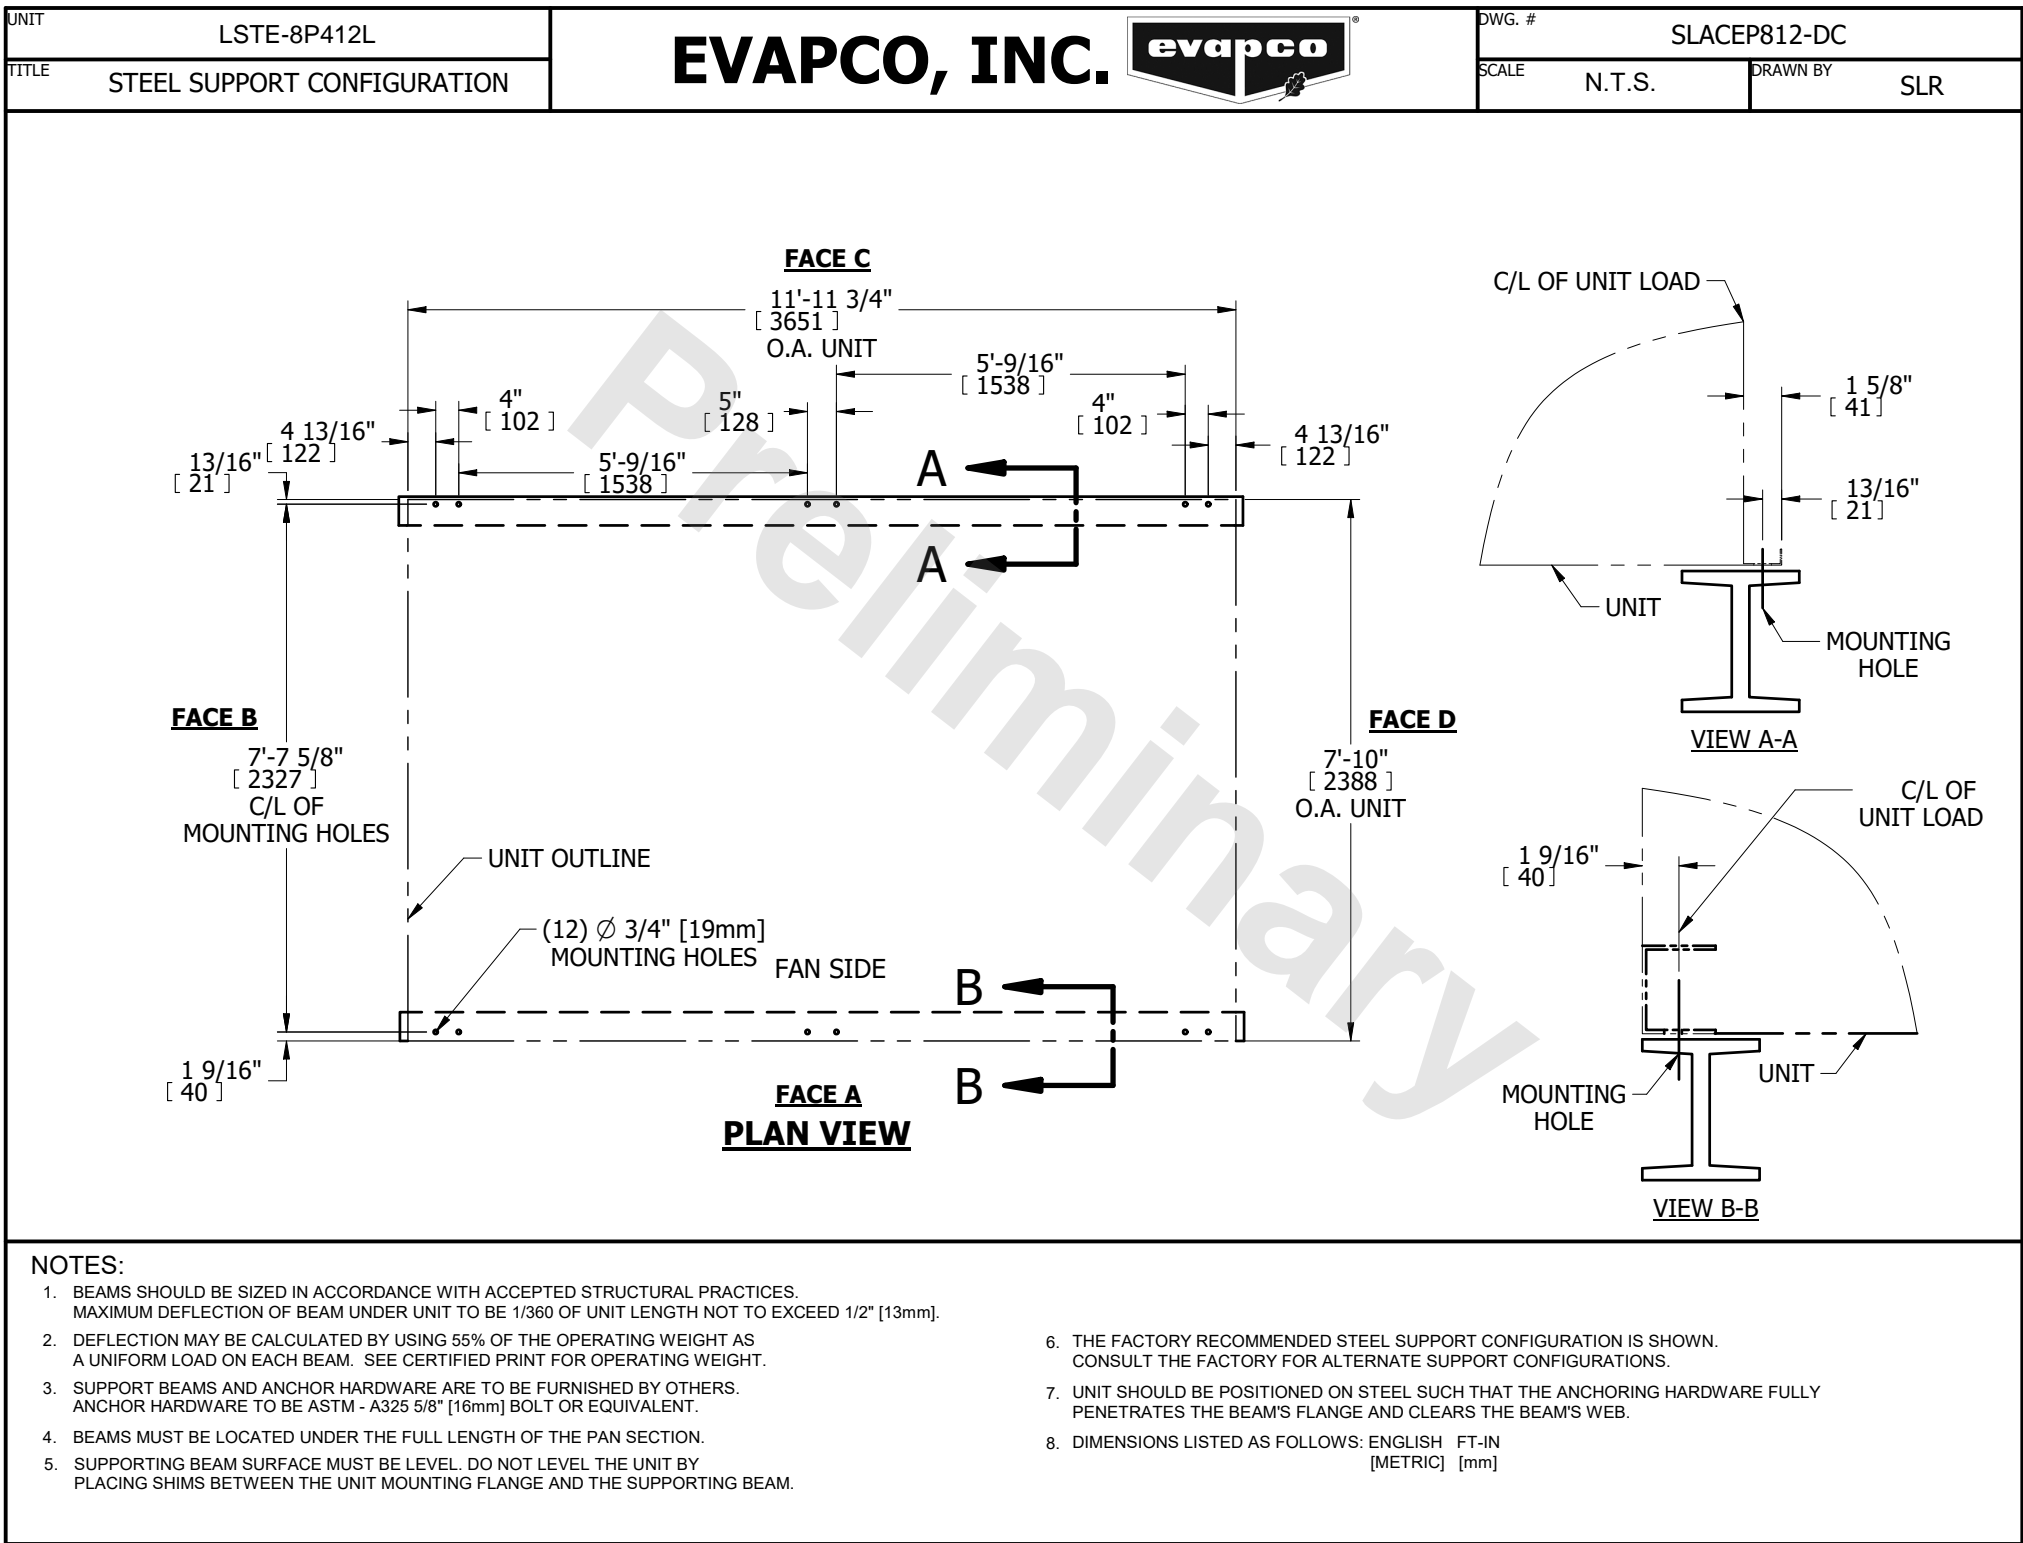 UNIT
LSTE-8P412L
TITLE
STEEL SUPPORT CONFIGURATION
EVAPCO, INC.
evapco
®
DWG. #
SLACEP812-DC
SCALE
N.T.S.
DRAWN BY
SLR
FACE C
11'-11 3/4"
[ 3651 ]
O.A. UNIT
5'-9/16"
[ 1538 ]
4"
[ 102 ]
5"
[ 128 ]
4"
[ 102 ]
4 13/16"
[ 122 ]
4 13/16"
[ 122 ]
13/16"
[ 21 ]
5'-9/16"
[ 1538 ]
A
A
FACE B
7'-7 5/8"
[ 2327 ]
C/L OF
MOUNTING HOLES
FACE D
7'-10"
[ 2388 ]
O.A. UNIT
UNIT OUTLINE
(12) Ø 3/4" [19mm]
MOUNTING HOLES
FAN SIDE
B
B
1 9/16"
[ 40 ]
FACE A
PLAN VIEW
Preliminary
C/L OF UNIT LOAD
1 5/8"
[ 41 ]
13/16"
[ 21 ]
UNIT
MOUNTING
HOLE
VIEW A-A
C/L OF
UNIT LOAD
1 9/16"
[ 40 ]
UNIT
MOUNTING
HOLE
VIEW B-B
NOTES:
1. BEAMS SHOULD BE SIZED IN ACCORDANCE WITH ACCEPTED STRUCTURAL PRACTICES.
MAXIMUM DEFLECTION OF BEAM UNDER UNIT TO BE 1/360 OF UNIT LENGTH NOT TO EXCEED 1/2" [13mm].
2. DEFLECTION MAY BE CALCULATED BY USING 55% OF THE OPERATING WEIGHT AS
A UNIFORM LOAD ON EACH BEAM. SEE CERTIFIED PRINT FOR OPERATING WEIGHT.
3. SUPPORT BEAMS AND ANCHOR HARDWARE ARE TO BE FURNISHED BY OTHERS.
ANCHOR HARDWARE TO BE ASTM - A325 5/8" [16mm] BOLT OR EQUIVALENT.
4. BEAMS MUST BE LOCATED UNDER THE FULL LENGTH OF THE PAN SECTION.
5. SUPPORTING BEAM SURFACE MUST BE LEVEL. DO NOT LEVEL THE UNIT BY
PLACING SHIMS BETWEEN THE UNIT MOUNTING FLANGE AND THE SUPPORTING BEAM.
6. THE FACTORY RECOMMENDED STEEL SUPPORT CONFIGURATION IS SHOWN.
CONSULT THE FACTORY FOR ALTERNATE SUPPORT CONFIGURATIONS.
7. UNIT SHOULD BE POSITIONED ON STEEL SUCH THAT THE ANCHORING HARDWARE FULLY
PENETRATES THE BEAM'S FLANGE AND CLEARS THE BEAM'S WEB.
8. DIMENSIONS LISTED AS FOLLOWS: ENGLISH FT-IN
[METRIC] [mm]